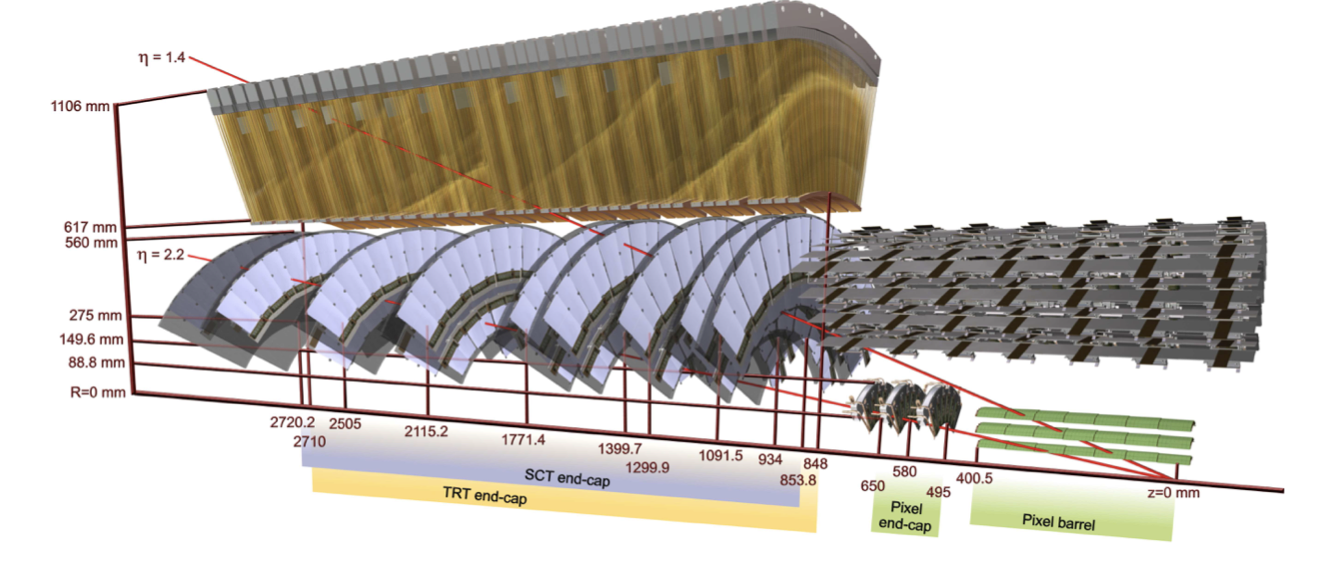 η = 1.4
1106 mm
617 mm
560 mm
η = 2.2
275 mm
149.6 mm
88.8 mm
R=0 mm
2720.2
2710
2505
2115.2
1771.4
1399.7
1299.9
1091.5
934
853.8
848
650
580
495
400.5
z=0 mm
SCT end-cap
TRT end-cap
Pixel
end-cap
Pixel barrel